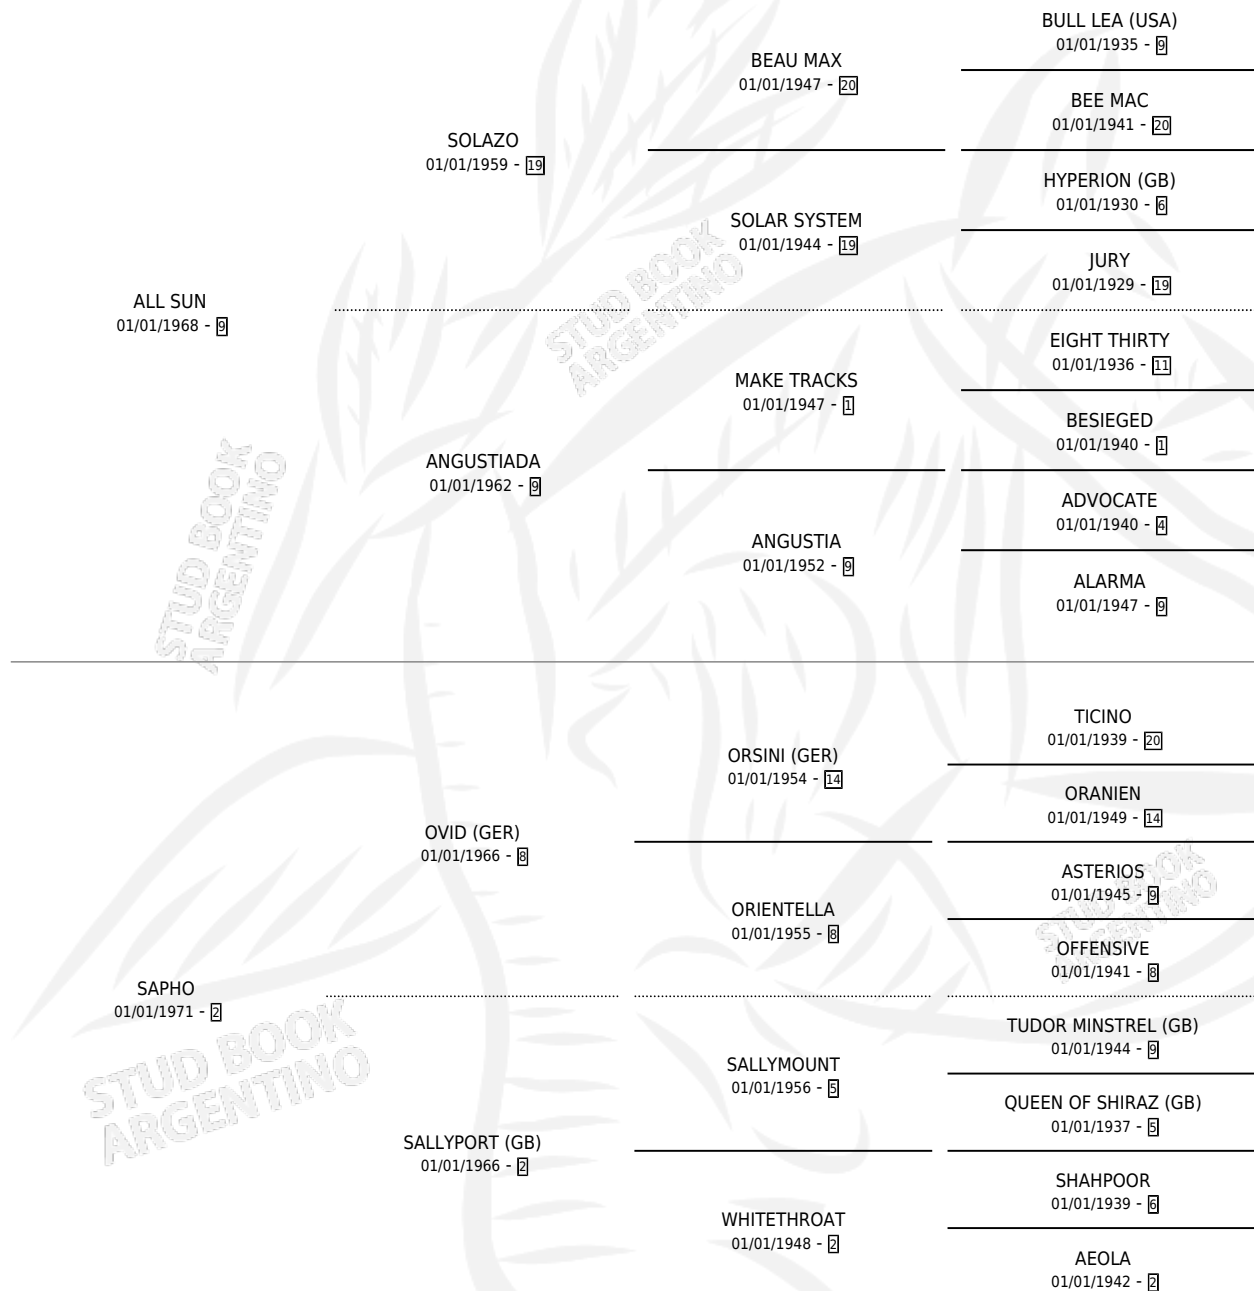 BULL LEA (USA)
01/01/1935 - 9
BEAU MAX
01/01/1947 - 20
BEE MAC
01/01/1941 - 20
SOLAZO
01/01/1959 - 19
HYPERION (GB)
01/01/1930 - 6
SOLAR SYSTEM
01/01/1944 - 19
JURY
01/01/1929 - 19
ALL SUN
01/01/1968 - 9
EIGHT THIRTY
01/01/1936 - 11
MAKE TRACKS
01/01/1947 - 1
BESIEGED
01/01/1940 - 1
ANGUSTIADA
01/01/1962 - 9
ADVOCATE
01/01/1940 - 4
ANGUSTIA
01/01/1952 - 9
ALARMA
01/01/1947 - 9
TICINO
01/01/1939 - 20
ORSINI (GER)
01/01/1954 - 14
ORANIEN
01/01/1949 - 14
OVID (GER)
01/01/1966 - 8
ASTERIOS
01/01/1945 - 9
ORIENTELLA
01/01/1955 - 8
OFFENSIVE
01/01/1941 - 8
SAPHO
01/01/1971 - 2
TUDOR MINSTREL (GB)
01/01/1944 - 9
SALLYMOUNT
01/01/1956 - 5
QUEEN OF SHIRAZ (GB)
01/01/1937 - 5
SALLYPORT (GB)
01/01/1966 - 2
SHAHPOOR
01/01/1939 - 6
WHITETHROAT
01/01/1948 - 2
AEOLA
01/01/1942 - 2
STUD BOOK
ARGENTINO
STUD BOOK
ARGENTINO
STUD BOOK
ARGENTINO
STUD BOOK
ARGENTINO